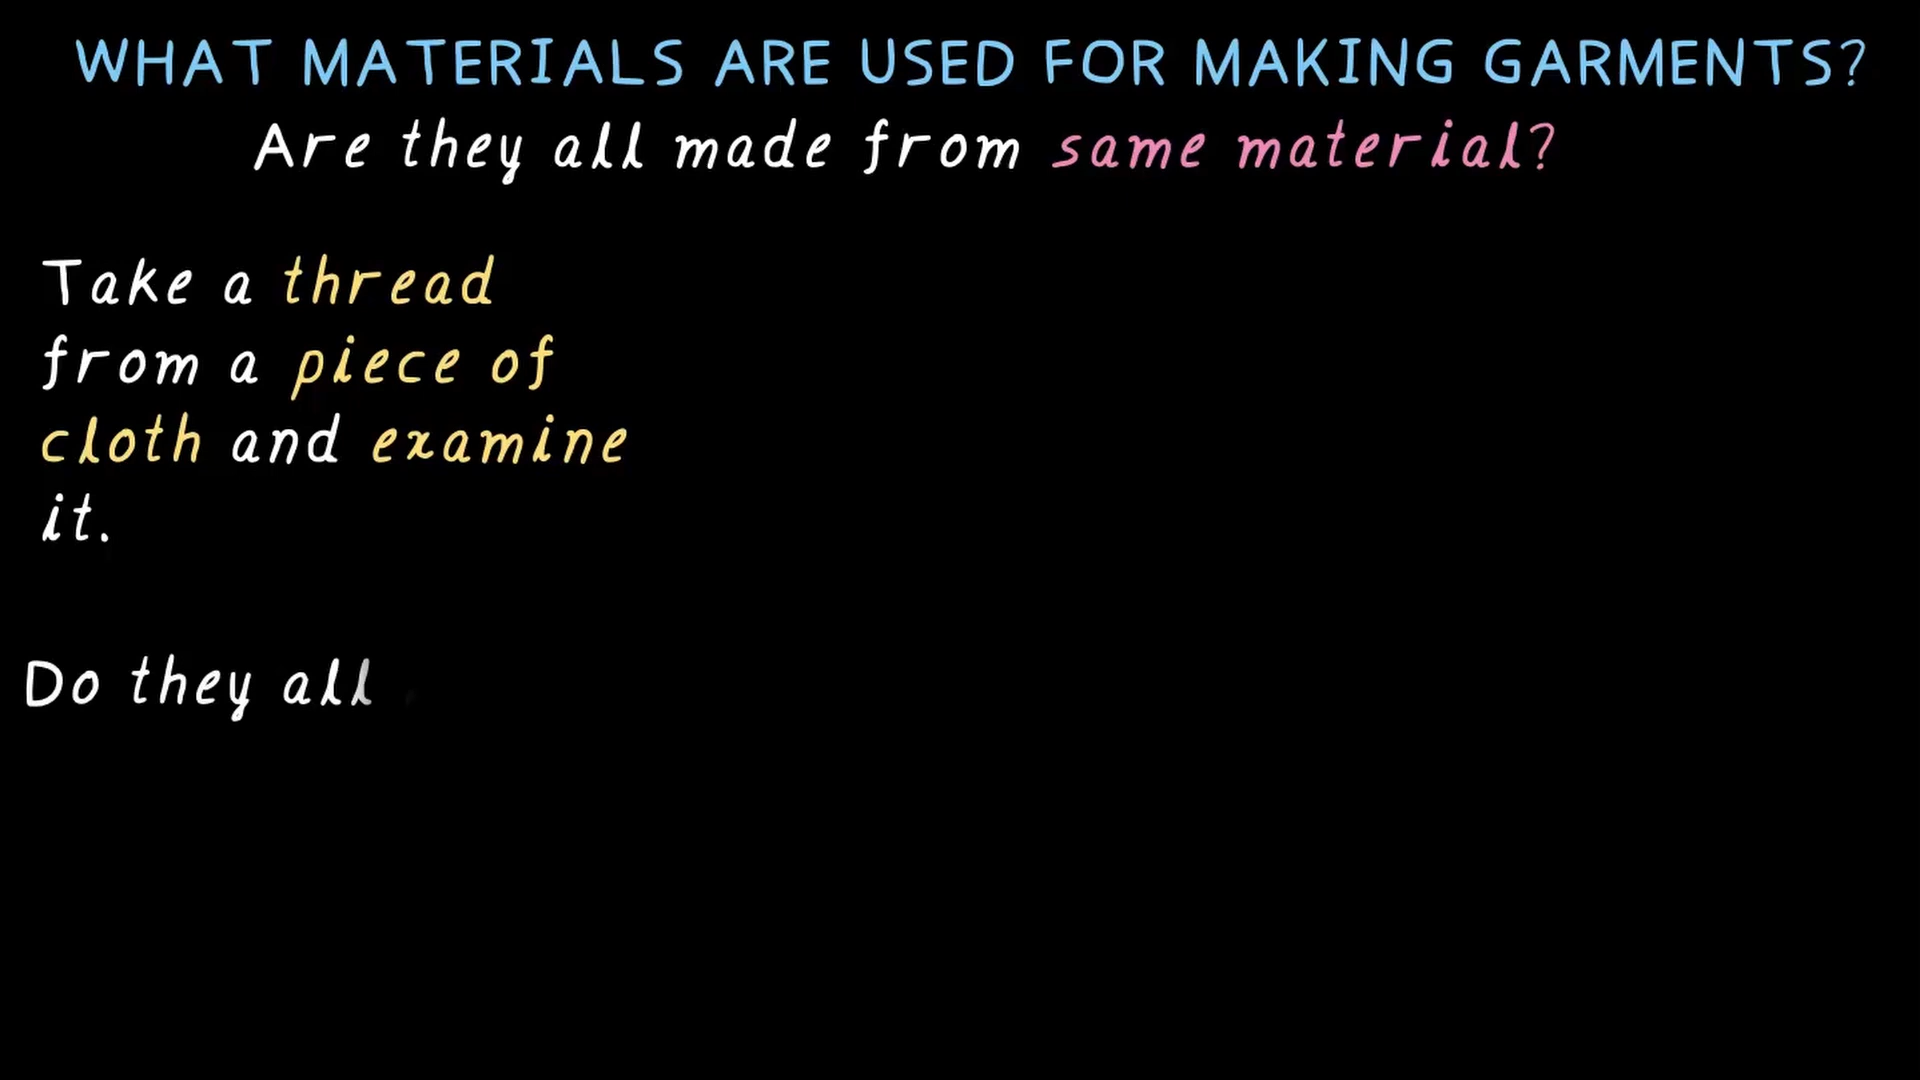 WHAT MATERIALS ARE USED FOR MAKING GARMENTS?
Are they all made from same material?
Take a thread
from a piece of
cloth and examine
it.
Do they all